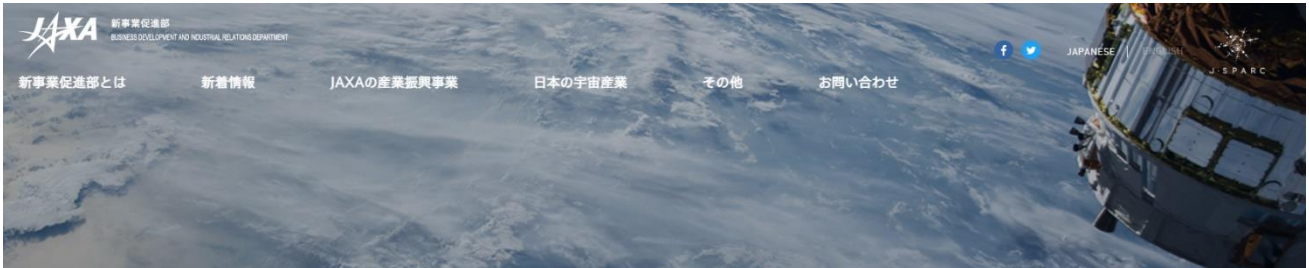 JAXA
新事業促進部
BUSINESS DEVELOPMENT AND INDUSTRIAL RELATIONS DEPARTMENT
f
JAPANESE | ENGLISH
J-SPARC
新事業促進部とは 新着情報 JAXAの産業振興事業 日本の宇宙産業 その他 お問い合わせ